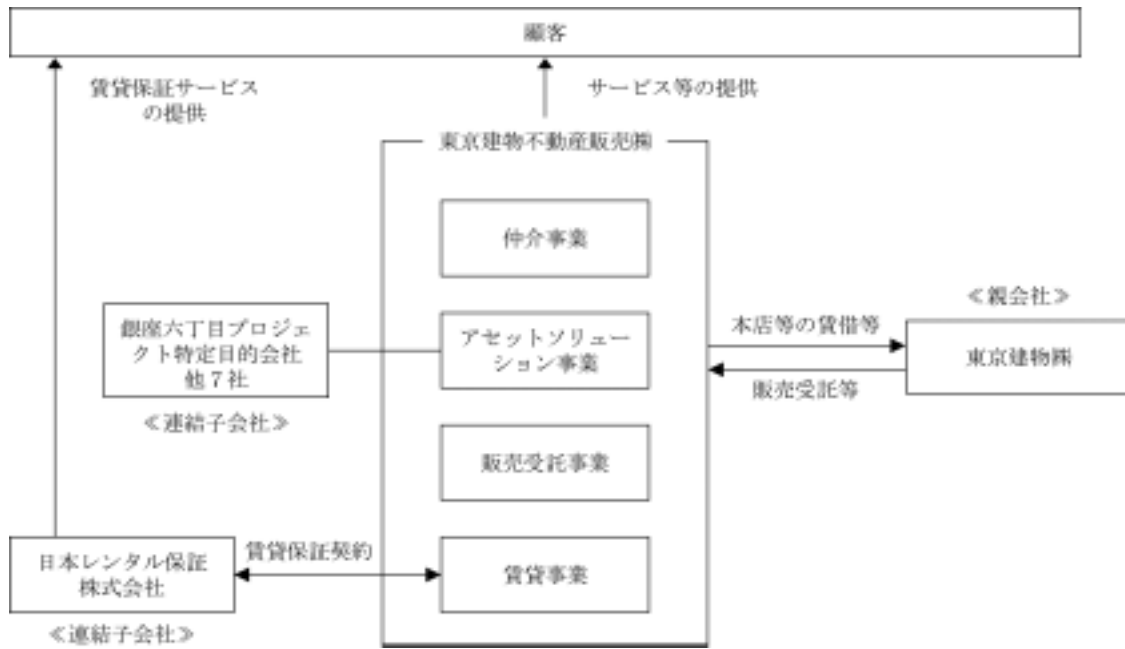 顧客
賃貸保証サービス
の提供
サービス等の提供
東京建物不動産販売㈱
仲介事業
≪親会社≫
銀座六丁目プロジェ
クト特定目的会社
他７社
アセットソリュー
ション事業
本店等の賃借等
東京建物㈱
販売受託等
≪連結子会社≫
販売受託事業
日本レンタル保証
株式会社
賃貸保証契約
賃貸事業
≪連結子会社≫